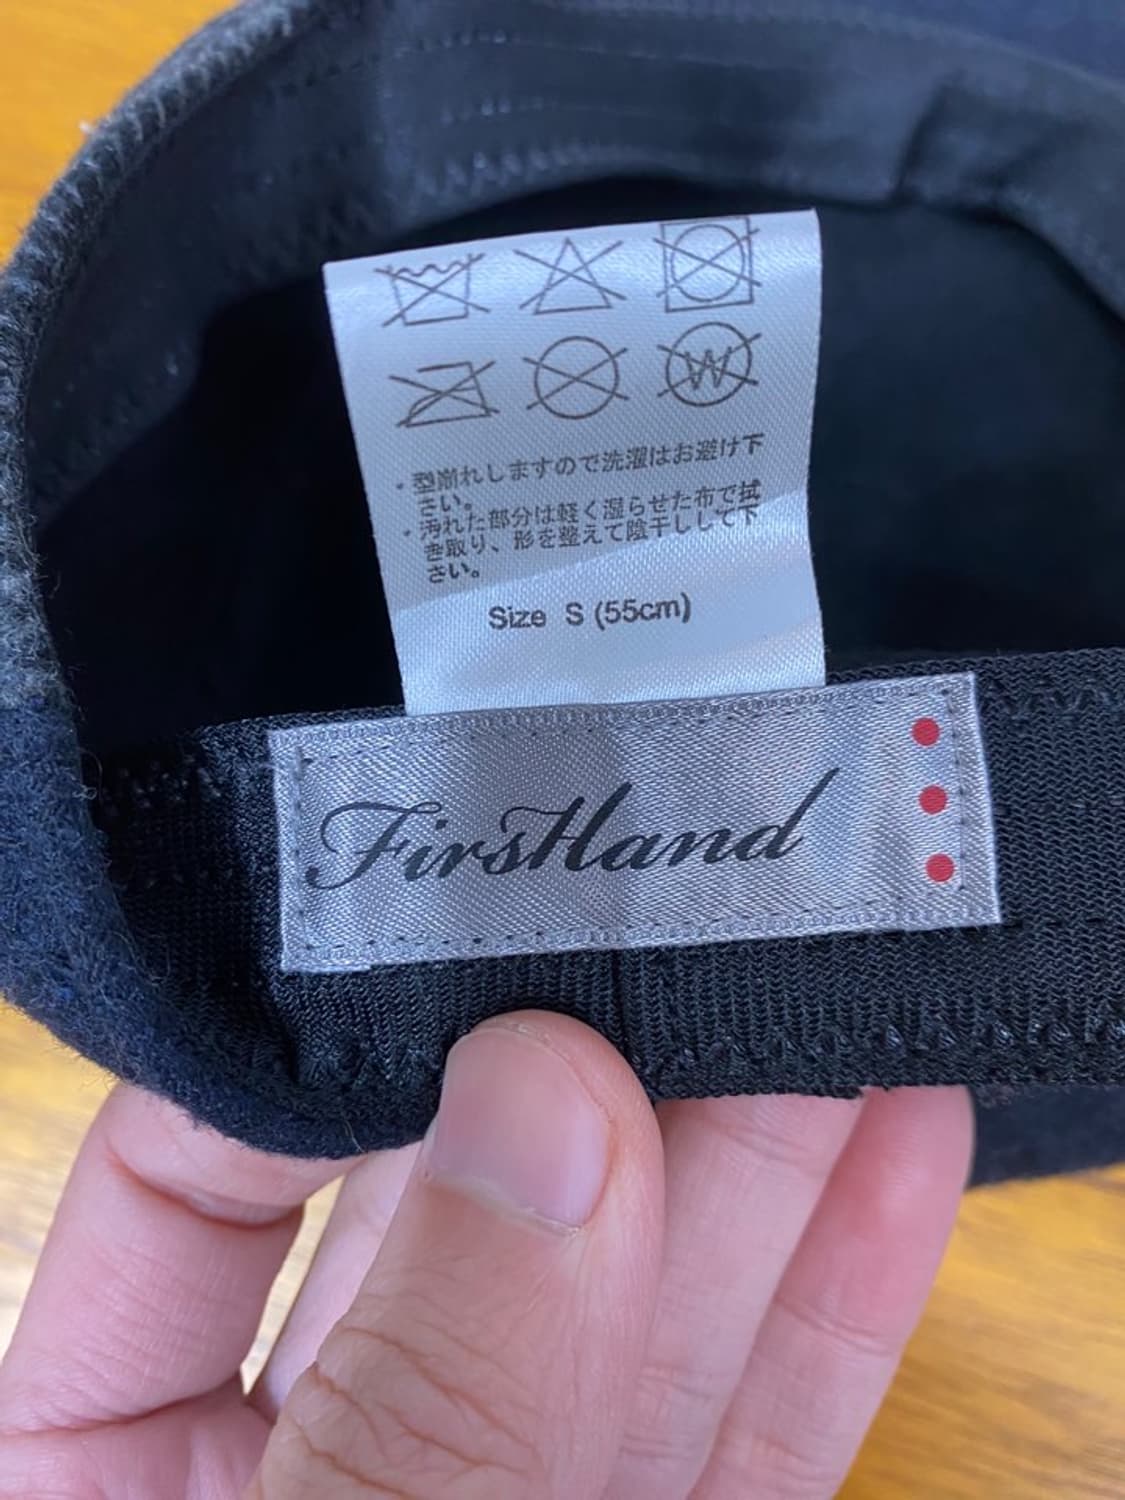 W
・型崩れしますので洗濯はお避け下
さい。
・汚れた部分は軽く湿らせた布で拭
き取り、形を整えて陰干しして下
さい。
Size S (55cm)
FirsHand